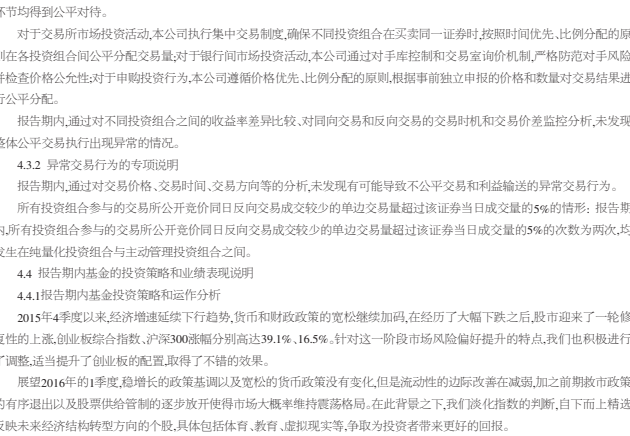 环节均得到公平对待。
对于交易所市场投资活动,本公司执行集中交易制度,确保不同投资组合在买卖同一证券时,按照时间优先、比例分配的原
则在各投资组合间公平分配交易量;对于银行间市场投资活动,本公司通过对手库控制和交易室询价机制,严格防范对手风险
并检查价格公允性;对于申购投资行为,本公司遵循价格优先、比例分配的原则,根据事前独立申报的价格和数量对交易结果进
行公平分配。
报告期内,通过对不同投资组合之间的收益率差异比较、对同向交易和反向交易的交易时机和交易价差监控分析,未发现
整体公平交易执行出现异常的情况。
4.3.2 异常交易行为的专项说明
报告期内,通过对交易价格、交易时间、交易方向等的分析,未发现有可能导致不公平交易和利益输送的异常交易行为。
所有投资组合参与的交易所公开竞价同日反向交易成交较少的单边交易量超过该证券当日成交量的5%的情形: 报告期
内,所有投资组合参与的交易所公开竞价同日反向交易成交较少的单边交易量超过该证券当日成交量的5%的次数为两次,均
发生在纯量化投资组合与主动管理投资组合之间。
4.4 报告期内基金的投资策略和业绩表现说明
4.4.1报告期内基金投资策略和运作分析
2015年4季度以来,经济增速延续下行趋势,货币和财政政策的宽松继续加码,在经历了大幅下跌之后,股市迎来了一轮修
复性的上涨,创业板综合指数、沪深300涨幅分别高达39.1%、16.5%。针对这一阶段市场风险偏好提升的特点,我们也积极进行
了调整,适当提升了创业板的配置,取得了不错的效果。
展望2016年的1季度,稳增长的政策基调以及宽松的货币政策没有变化,但是流动性的边际改善在减弱,加之前期救市政策
的有序退出以及股票供给管制的逐步放开使得市场大概率维持震荡格局。在此背景之下,我们淡化指数的判断,自下而上精选
反映未来经济结构转型方向的个股,具体包括体育、教育、虚拟现实等,争取为投资者带来更好的回报。